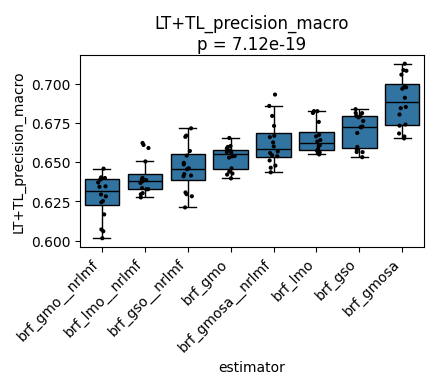 LT+TL_precision_macro
p = 7.12e-19
LT+TL_precision_macro
0.700
0.675
0.650
0.625
0.600
brf_gmo__nrlmf
brf_lmo__nrlmf
brf_gso__nrlmf
brf_gmo
brf_gmosa__nrlmf
brf_lmo
brf_gso
brf_gmosa
estimator